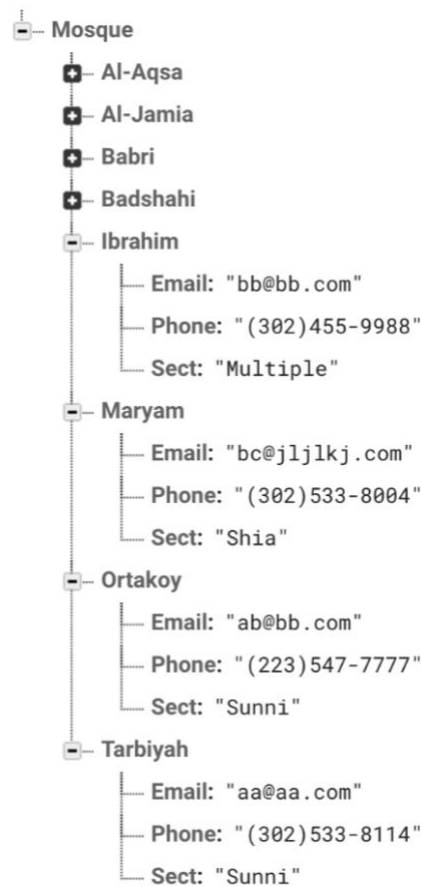 Mosque
Al-Aqsa
Al-Jamia
Babri
Badshahi
Ibrahim
Email: "bb@bb.com"
Phone: "(302)455-9988"
Sect: "Multiple"
Maryam
Email: "bc@jljlkj.com"
Phone: "(302)533-8004"
Sect: "Shia"
Ortakoy
Email: "ab@bb.com"
Phone: "(223)547-7777"
Sect: "Sunni"
Tarbiyah
Email: "aa@aa.com"
Phone: "(302)533-8114"
Sect: "Sunni"